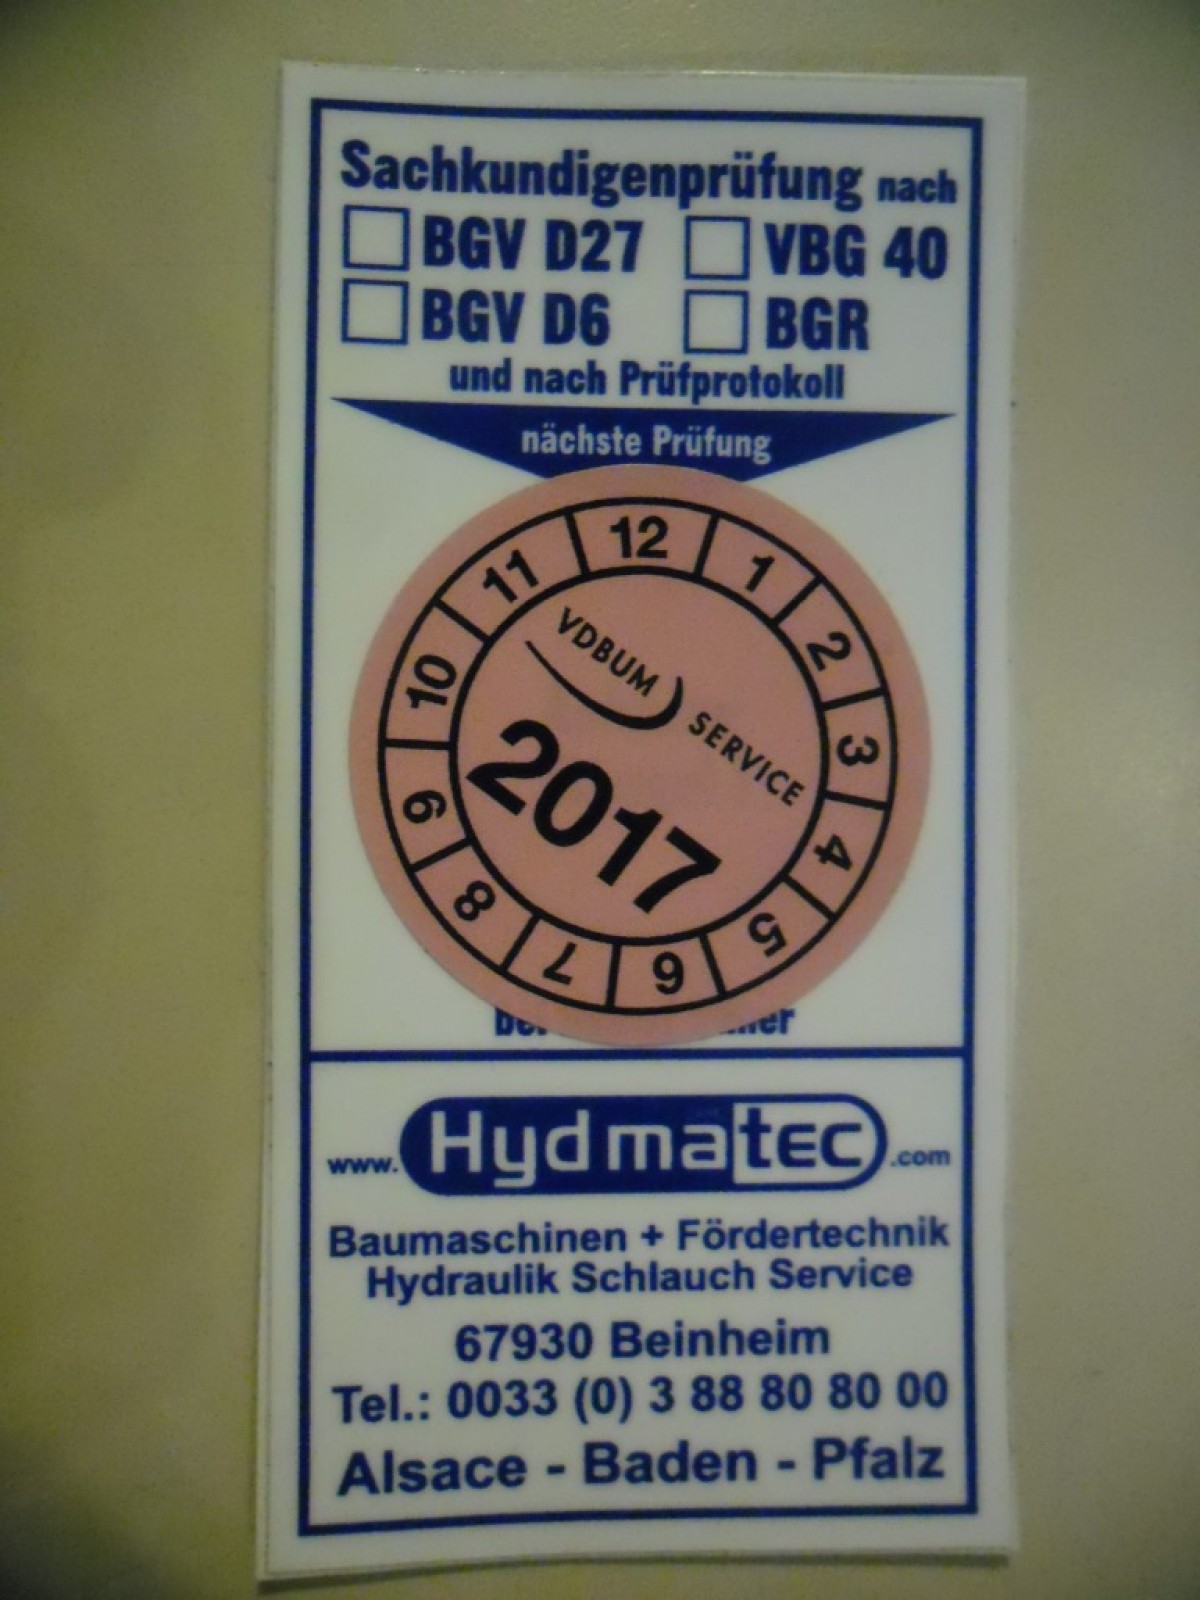 Sachkundigenprüfung nach
BGV D27 VBG 40
BGV D6 BGR
und nach Prüfprotokoll
nächste Prüfung
12
1
2
3
4
5
6
7
8
9
10
11
VDBUM SERVICE
2017
www.Hydmatec.com
Baumaschinen + Fördertechnik
Hydraulik Schlauch Service
67930 Beinheim
Tel.: 0033 (0) 3 88 80 80 00
Alsace - Baden - Pfalz